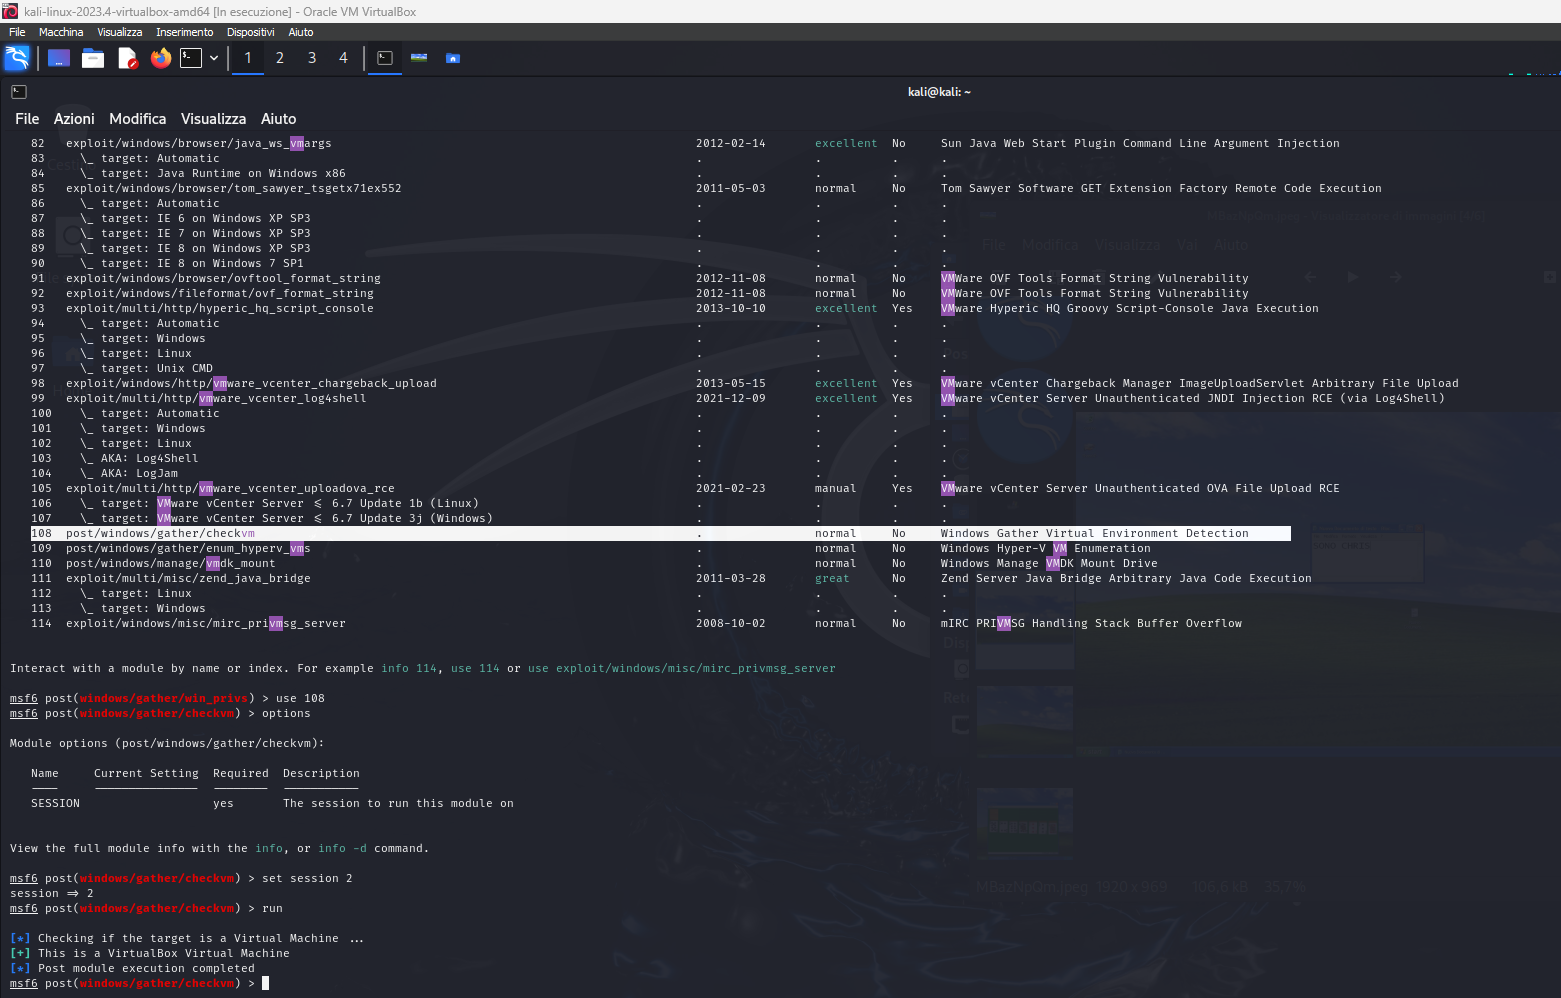 kali-linux-2023.4-virtualbox-amd64 [In esecuzione] - Oracle VM VirtualBox
File Macchina Visualizza Inserimento Dispositivi Aiuto
1 2 3 4
kali@kali: ~
File Azioni Modifica Visualizza Aiuto
82 exploit/windows/browser/java_ws_vmargs 2012-02-14 excellent No Sun Java Web Start Plugin Command Line Argument Injection
83 \_ target: Automatic . . . .
84 \_ target: Java Runtime on Windows x86 . . . .
85 exploit/windows/browser/tom_sawyer_tsgetx71ex552 2011-05-03 normal No Tom Sawyer Software GET Extension Factory Remote Code Execution
86 \_ target: Automatic . . . .
87 \_ target: IE 6 on Windows XP SP3 . . . .
88 \_ target: IE 7 on Windows XP SP3 . . . .
89 \_ target: IE 8 on Windows XP SP3 . . . .
90 \_ target: IE 8 on Windows 7 SP1 . . . .
91 exploit/windows/browser/ovftool_format_string 2012-11-08 normal No VMWare OVF Tools Format String Vulnerability
92 exploit/windows/fileformat/ovf_format_string 2012-11-08 normal No VMWare OVF Tools Format String Vulnerability
93 exploit/multi/http/hyperic_hq_script_console 2013-10-10 excellent Yes VMware Hyperic HQ Groovy Script-Console Java Execution
94 \_ target: Automatic . . . .
95 \_ target: Windows . . . .
96 \_ target: Linux . . . .
97 \_ target: Unix CMD . . . .
98 exploit/windows/http/vmware_vcenter_chargeback_upload 2013-05-15 excellent Yes VMware vCenter Chargeback Manager ImageUploadServlet Arbitrary File Upload
99 exploit/multi/http/vmware_vcenter_log4shell 2021-12-09 excellent Yes VMware vCenter Server Unauthenticated JNDI Injection RCE (via Log4Shell)
100 \_ target: Automatic . . . .
101 \_ target: Windows . . . .
102 \_ target: Linux . . . .
103 \_ AKA: Log4Shell . . . .
104 \_ AKA: LogJam . . . .
105 exploit/multi/http/vmware_vcenter_uploadova_rce 2021-02-23 manual Yes VMware vCenter Server Unauthenticated OVA File Upload RCE
106 \_ target: VMware vCenter Server <= 6.7 Update 1b (Linux) . . . .
107 \_ target: VMware vCenter Server <= 6.7 Update 3j (Windows) . . . .
108 post/windows/gather/checkvm . normal No Windows Gather Virtual Environment Detection
109 post/windows/gather/enum_hyperv_vms . normal No Windows Hyper-V VM Enumeration
110 post/windows/manage/vmdk_mount . normal No Windows Manage VMDK Mount Drive
111 exploit/multi/misc/zend_java_bridge 2011-03-28 great No Zend Server Java Bridge Arbitrary Java Code Execution
112 \_ target: Linux . . . .
113 \_ target: Windows . . . .
114 exploit/windows/misc/mirc_privmsg_server 2008-10-02 normal No mIRC PRIVMSG Handling Stack Buffer Overflow
Interact with a module by name or index. For example info 114, use 114 or use exploit/windows/misc/mirc_privmsg_server
msf6 post(windows/gather/win_privs) > use 108
msf6 post(windows/gather/checkvm) > options
Module options (post/windows/gather/checkvm):
Name Current Setting Required Description
SESSION yes The session to run this module on
View the full module info with the info, or info -d command.
msf6 post(windows/gather/checkvm) > set session 2
session => 2
msf6 post(windows/gather/checkvm) > run
[*] Checking if the target is a Virtual Machine ...
[+] This is a VirtualBox Virtual Machine
[*] Post module execution completed
msf6 post(windows/gather/checkvm) >
File Modifica Visualizza Vai Aiuto
MBazNpQm.jpeg 1920 x 969 106,6 kB 35,7%